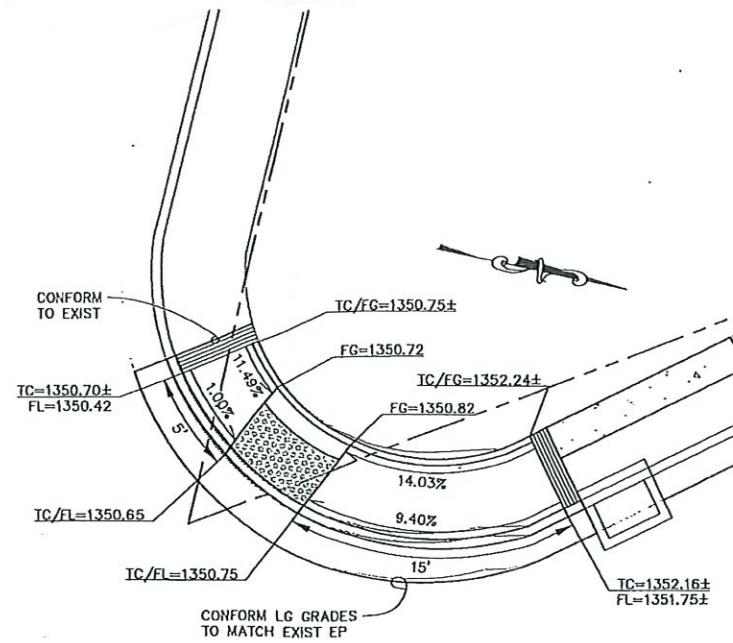 CONFORM
TO EXIST
TC/FG=1350.75±
FG=1350.72
TC/FG=1352.24±
11.49%
1.00%
TC=1350.70±
FL=1350.42
FG=1350.82
5'
14.03%
9.40%
TC/FL=1350.65
15'
TC/FL=1350.75
TC=1352.16±
FL=1351.75±
CONFORM LG GRADES
TO MATCH EXIST EP